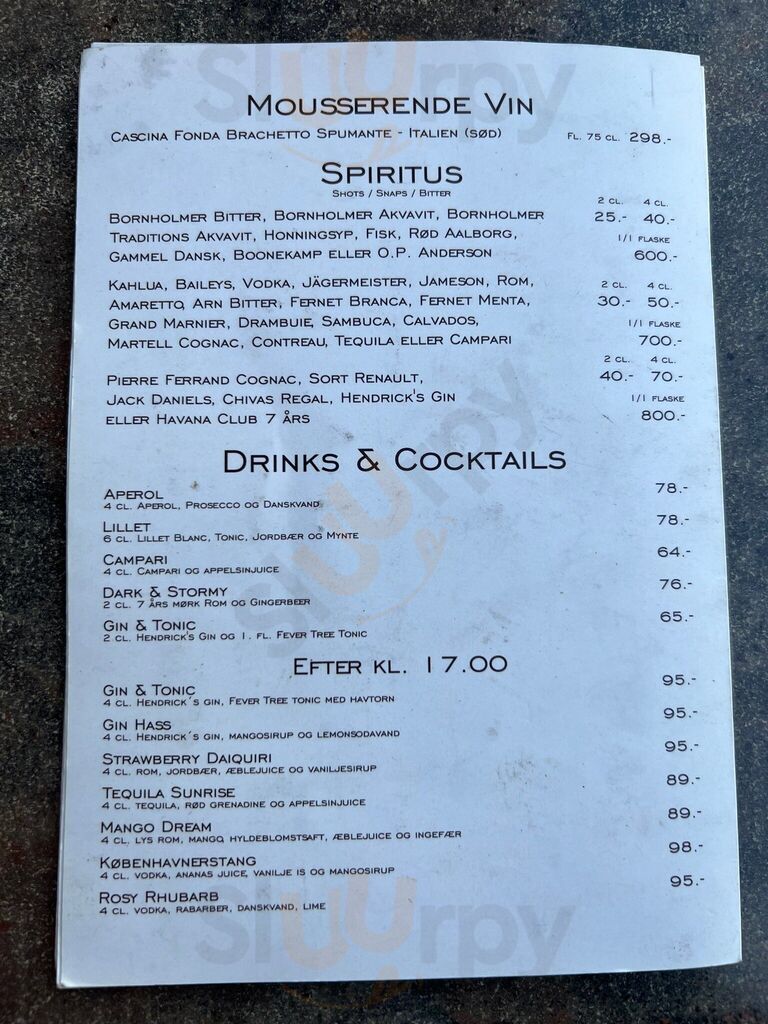 Mousserende Vin
Cascina Fonda Brachetto Spumante - Italien (sød) Fl. 75 cl. 298.-
Spiritus
Shots / Snaps / Bitter
2 cl. 4 cl.
Bornholmer Bitter, Bornholmer Akvavit, Bornholmer 25.- 40.-
Traditions Akvavit, Honningsyp, Fisk, Rød Aalborg, 1/1 flaske
Gammel Dansk, Boonekamp eller O.P. Anderson 600.-
Kahlua, Baileys, Vodka, Jägermeister, Jameson, Rom, 2 cl. 4 cl.
Amaretto, Arn Bitter, Fernet Branca, Fernet Menta, 30.- 50.-
Grand Marnier, Drambuie, Sambuca, Calvados, 1/1 flaske
Martell Cognac, Contreau, Tequila eller Campari 700.-
2 cl. 4 cl.
Pierre Ferrand Cognac, Sort Renault, 40.- 70.-
Jack Daniels, Chivas Regal, Hendrick's Gin 1/1 flaske
eller Havana Club 7 års 800.-
Drinks & Cocktails
Aperol 78.-
4 cl. Aperol, Prosecco og Danskvand
Lillet 78.-
6 cl. Lillet Blanc, Tonic, Jordbær og Mynte
Campari 64.-
4 cl. Campari og appelsinjuice
Dark & Stormy 76.-
2 cl. 7 års mørk Rom og Gingerbeer
Gin & Tonic 65.-
2 cl. Hendrick's Gin og 1. fl. Fever Tree Tonic
Efter kl. 17.00
Gin & Tonic 95.-
4 cl. Hendrick´s gin, Fever Tree tonic med havtorn
Gin Hass 95.-
4 cl. Hendrick´s gin, mangosirup og lemonsodavand
Strawberry Daiquiri 95.-
4 cl. rom, jordbær, æblejuice og vaniljesirup
Tequila Sunrise 89.-
4 cl. tequila, rød grenadine og appelsinjuice
Mango Dream 89.-
4 cl. lys rom, mango, hyldeblomstsaft, æblejuice og ingefær
Københavnerstang 98.-
4 cl. vodka, ananas juice, vanilje is og mangosirup
Rosy Rhubarb 95.-
4 cl. vodka, rabarber, danskvand, lime
sluurpy
sluurpy
sluurpy